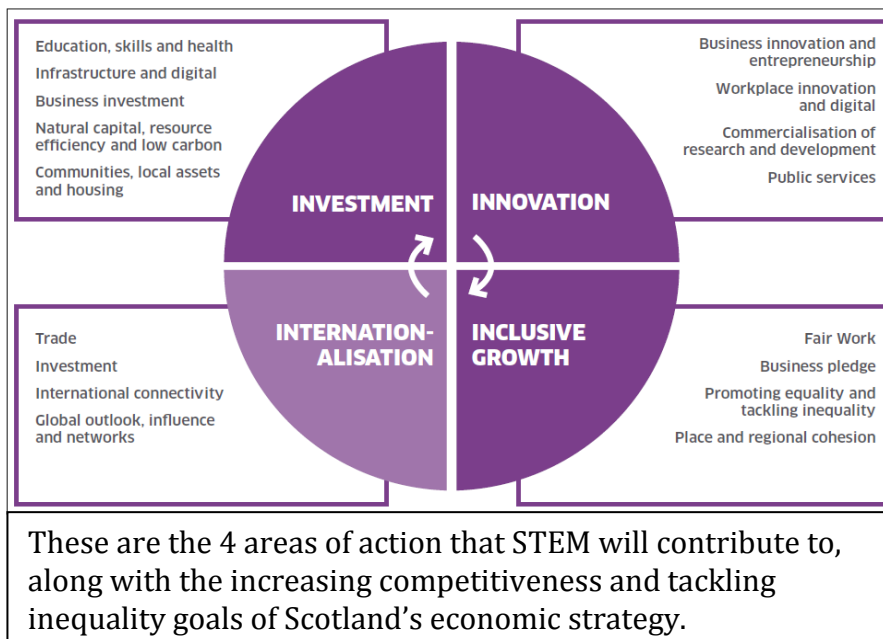 Education, skills and health
Infrastructure and digital
Business investment
Natural capital, resource
efficiency and low carbon
Communities, local assets
and housing
INVESTMENT
Business innovation and
entrepreneurship
Workplace innovation
and digital
Commercialisation of
research and development
Public services
INNOVATION
Trade
Investment
International connectivity
Global outlook, influence
and networks
INTERNATION-
ALISATION
INCLUSIVE
GROWTH
Fair Work
Business pledge
Promoting equality and
tackling inequality
Place and regional cohesion
These are the 4 areas of action that STEM will contribute to,
along with the increasing competitiveness and tackling
inequality goals of Scotland’s economic strategy.